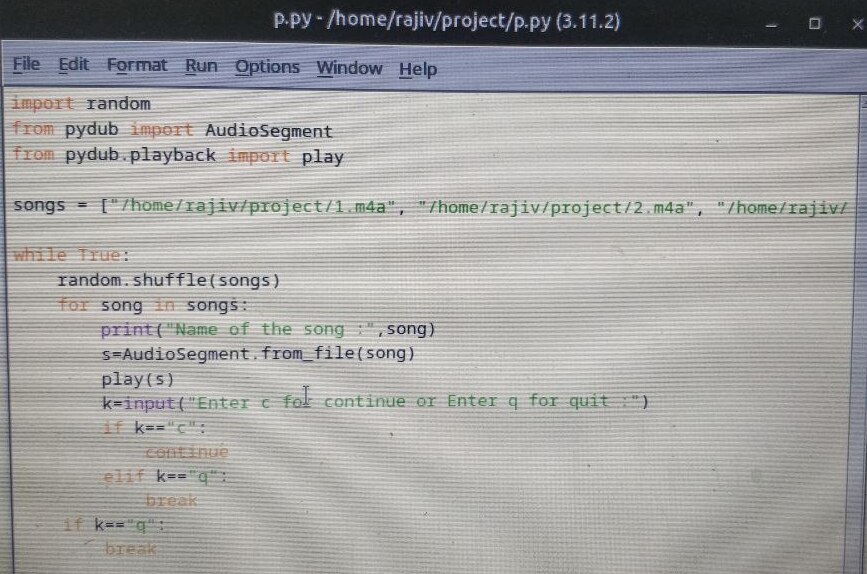 p.py - /home/rajiv/project/p.py (3.11.2)
File Edit Format Run Options Window Help
import random
from pydub import AudioSegment
from pydub.playback import play
songs = ["/home/rajiv/project/1.m4a", "/home/rajiv/project/2.m4a", "/home/rajiv/
while True:
    random.shuffle(songs)
    for song in songs:
        print("Name of the song :",song)
        s=AudioSegment.from_file(song)
        play(s)
        k=input("Enter c for continue or Enter q for quit :")
        if k=="c":
            continue
        elif k=="q":
            break
    if k=="q":
        break